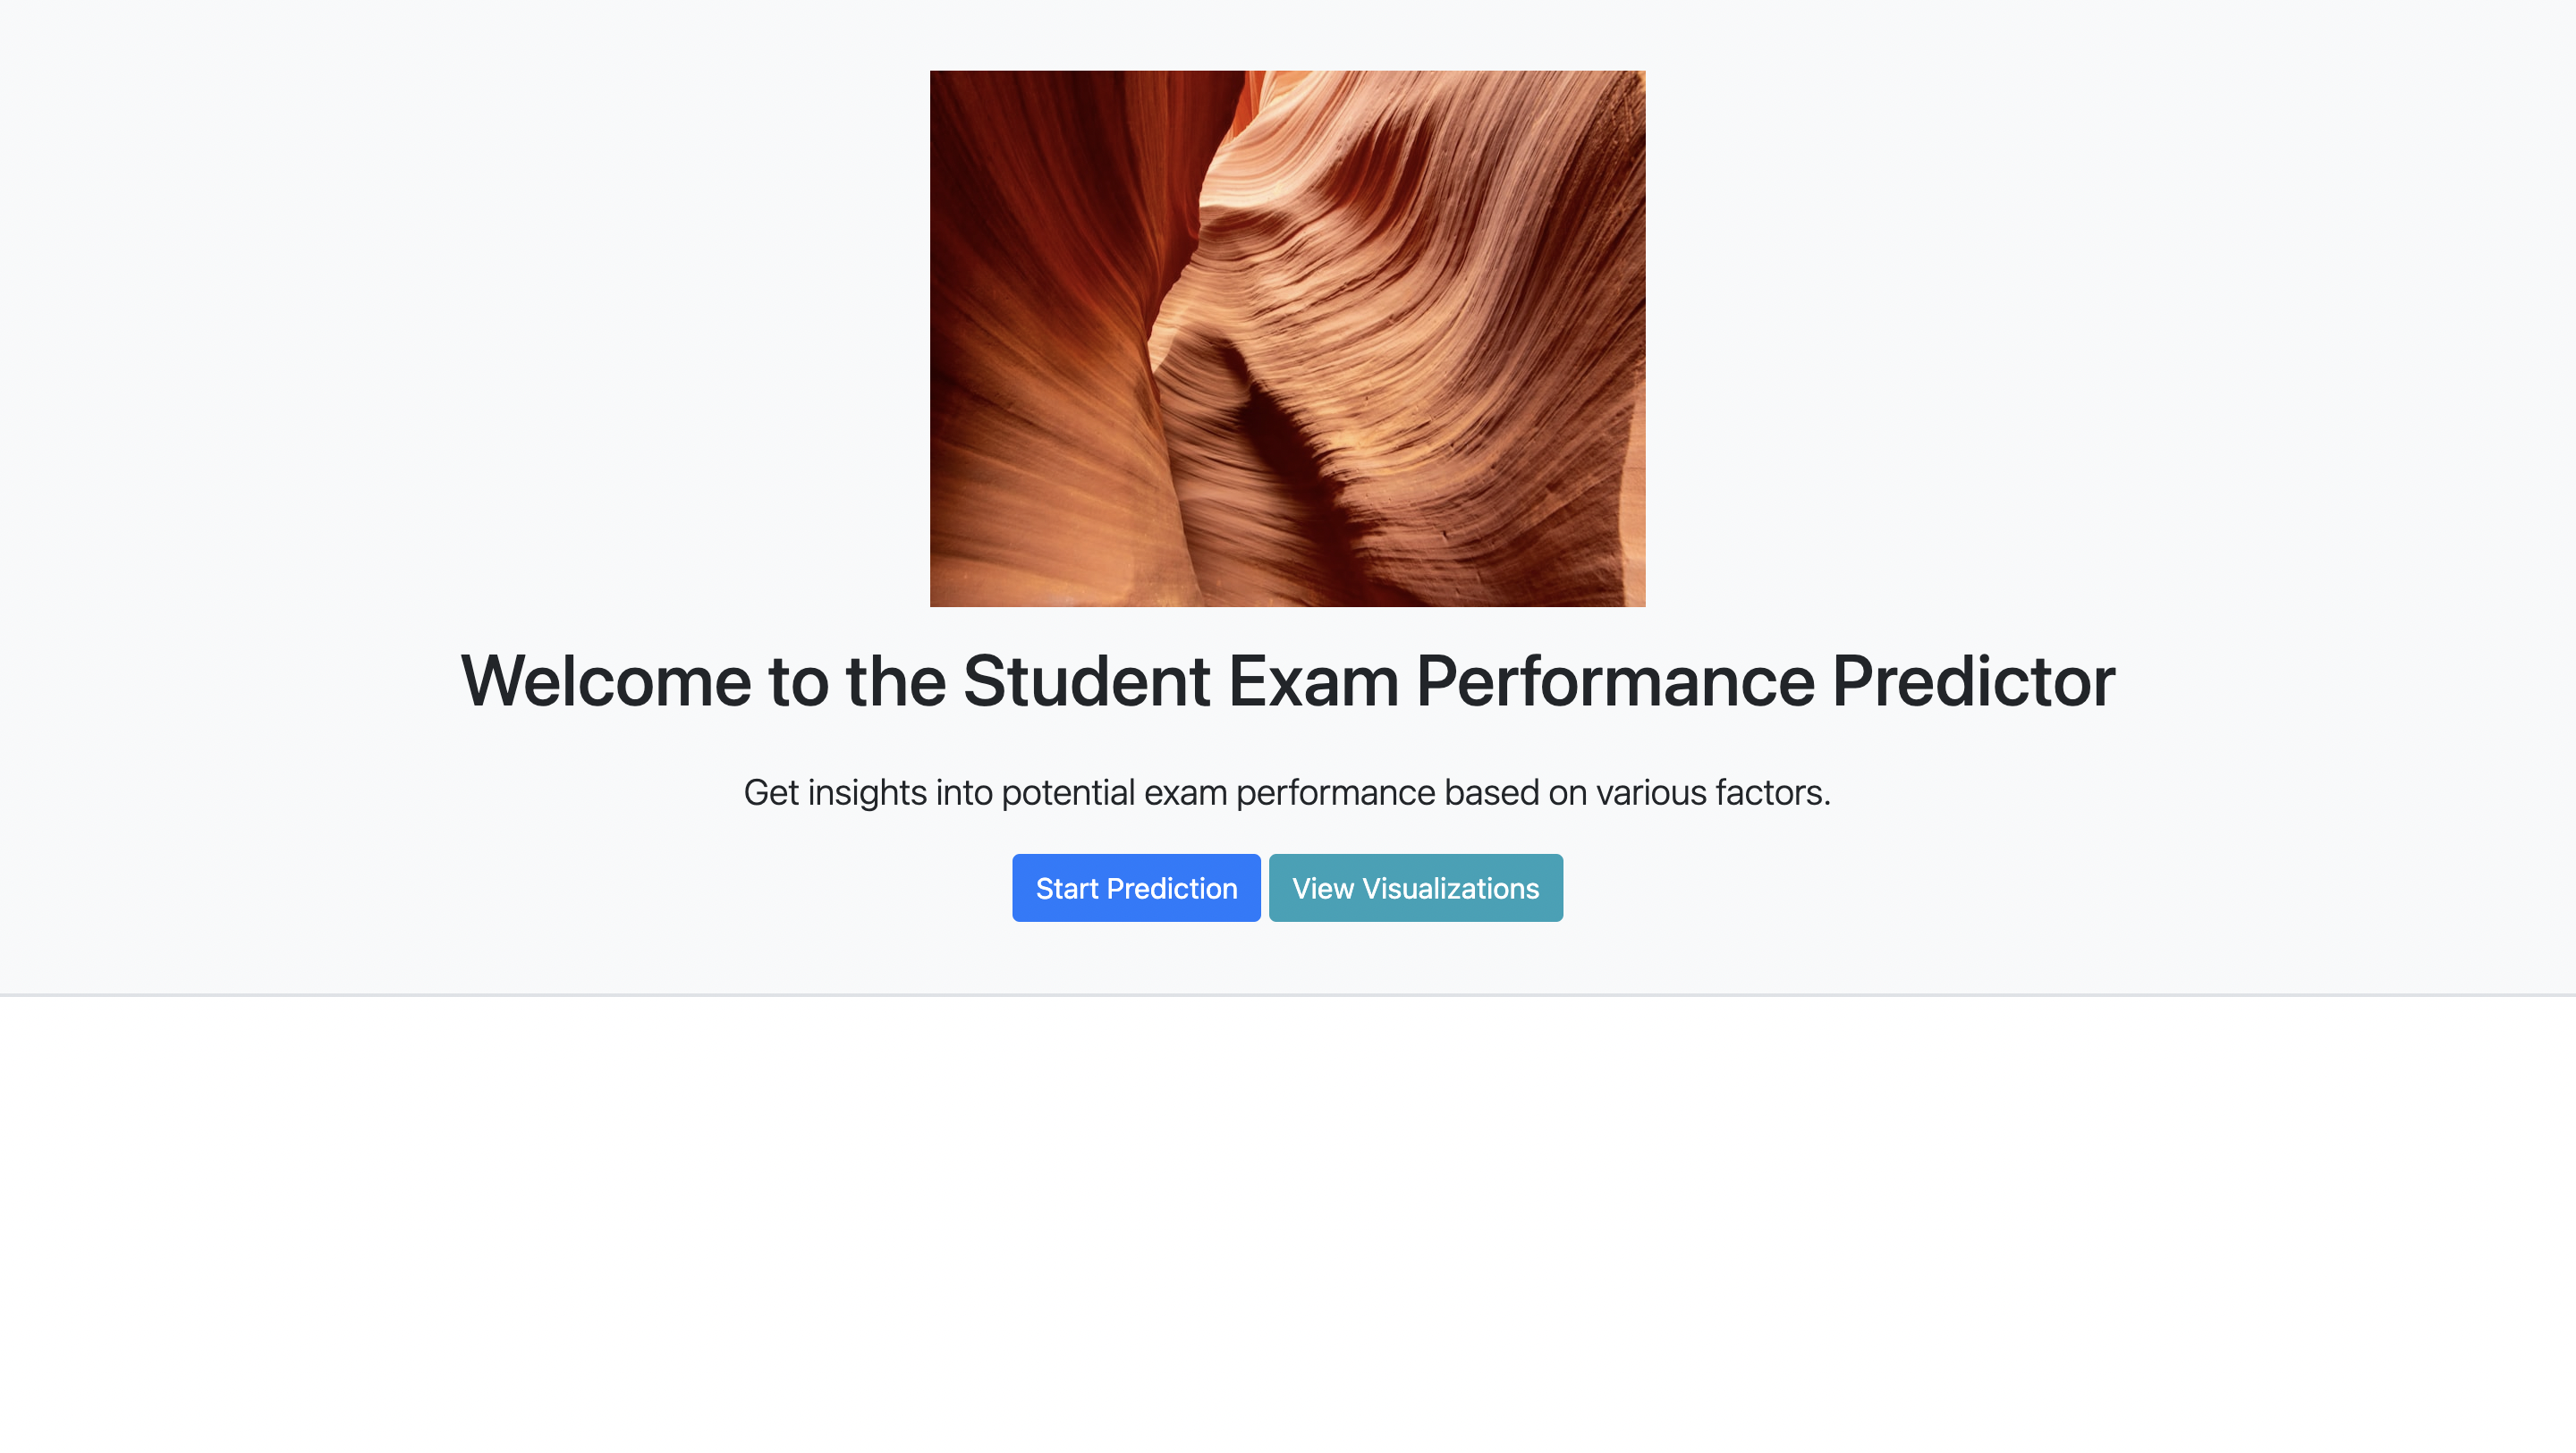 Welcome to the Student Exam Performance Predictor
Get insights into potential exam performance based on various factors.
Start Prediction
View Visualizations